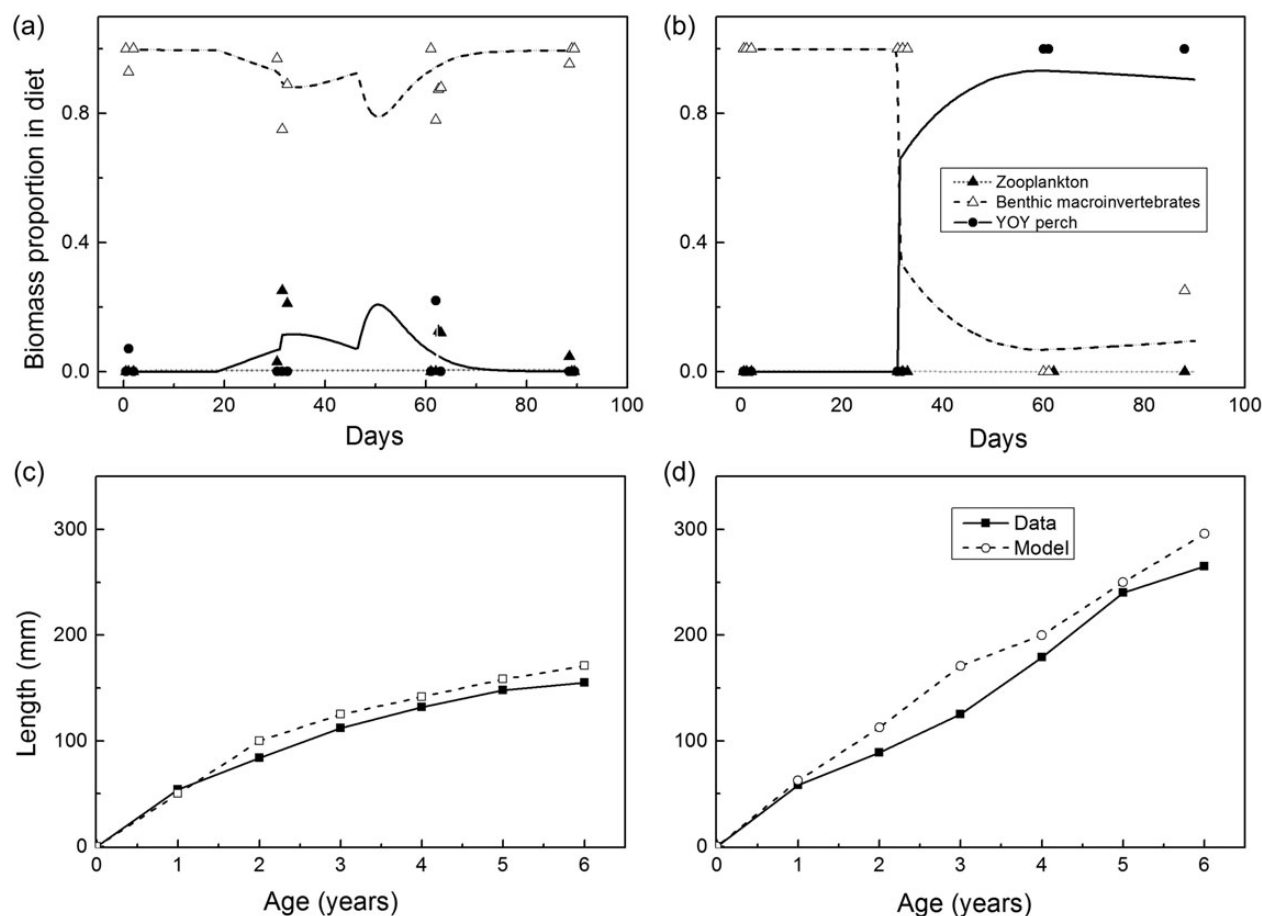 (a)
Biomass proportion in diet
0.8
0.4
0.0
0 20 40 60 80 100
Days
(b)
0.8
0.4
0.0
Zooplankton
Benthic macroinvertebrates
YOY perch
0 20 40 60 80 100
Days
(c)
Length (mm)
300
200
100
0
0 1 2 3 4 5 6
Age (years)
(d)
300
200
100
0
Data
Model
0 1 2 3 4 5 6
Age (years)